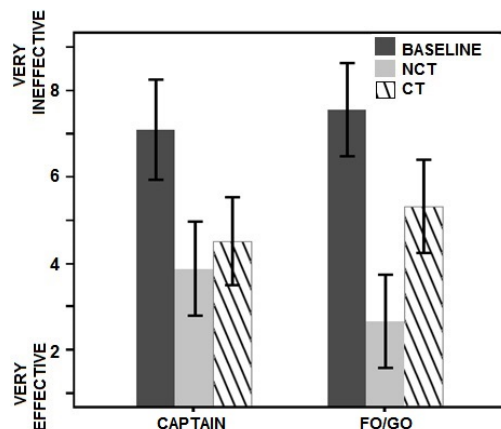 VERY
INEFFECTIVE
8
6
4
2
VERY
EFFECTIVE
BASELINE
NCT
CT
CAPTAIN
FO/GO